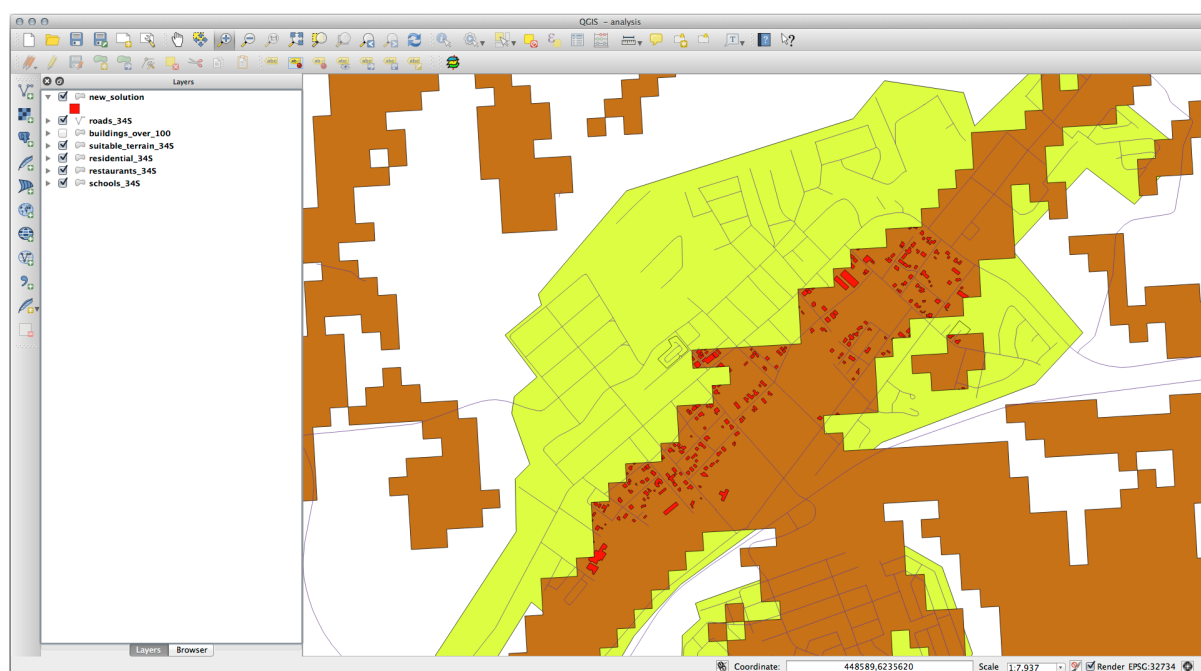 QGIS - analysis
Layers
new_solution
roads_34S
buildings_over_100
suitable_terrain_34S
residential_34S
restaurants_34S
schools_34S
Layers Browser
Coordinate: 448589,6235620 Scale 1:7,937 Render EPSG:32734